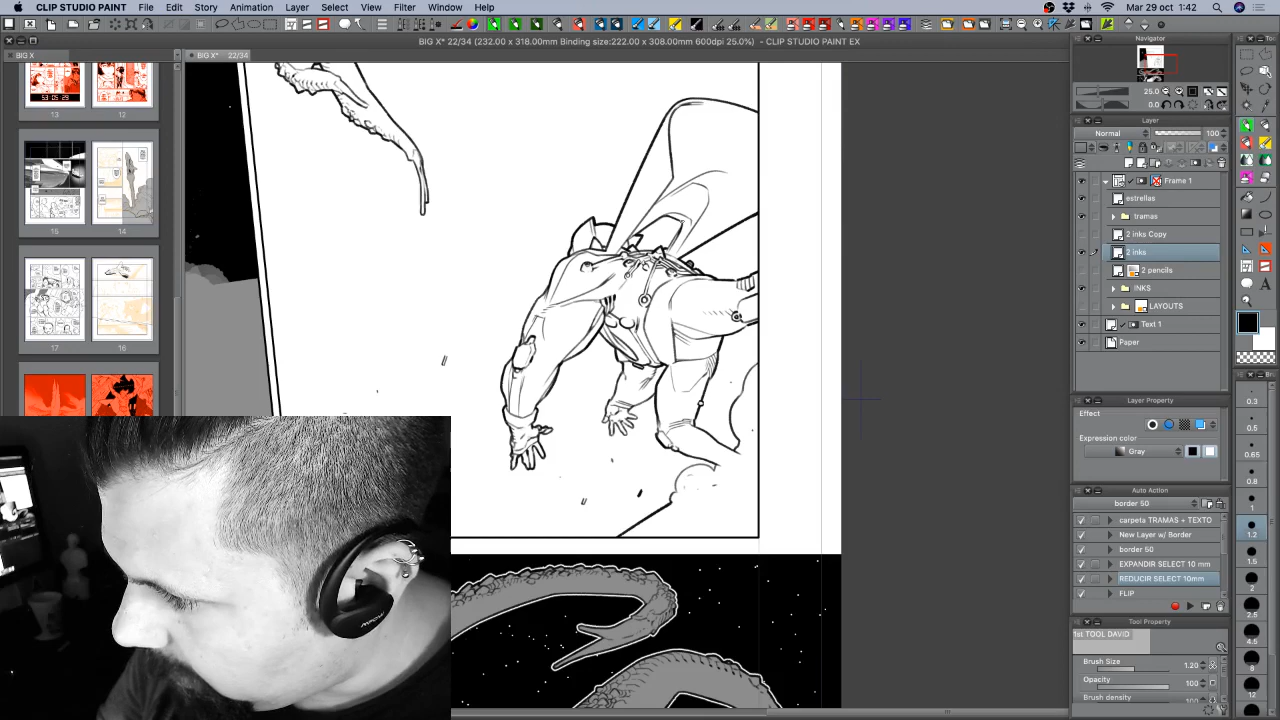 CLIP STUDIO PAINT File Edit Story Animation Layer Select View Filter Window Help Mar 29 oct 1:42
BIG X* 22/34 (232.00 x 318.00mm Binding size:222.00 x 308.00mm 600dpi 25.0%) - CLIP STUDIO PAINT EX
BIG X
BIG X* 22/34
13 12
15 14
17 16
Navigator
25.0
0.0
Layer
Normal 100
Frame 1
estrellas
tramas
2 inks Copy
2 inks
2 pencils
INKS
LAYOUTS
Text 1
Paper
Layer Property
Effect
Expression color
Gray
Auto Action
border 50
carpeta TRAMAS + TEXTO
New Layer w/ Border
border 50
EXPANDIR SELECT 10 mm
REDUCIR SELECT 10mm
FLIP
Tool Property
1st TOOL DAVID
Brush Size 1.20
Opacity 100
Brush density 100
To
Br
0.3
0.5
0.65
0.8
1
1.2
1.5
2
2.5
4.5
8
12
MPOW